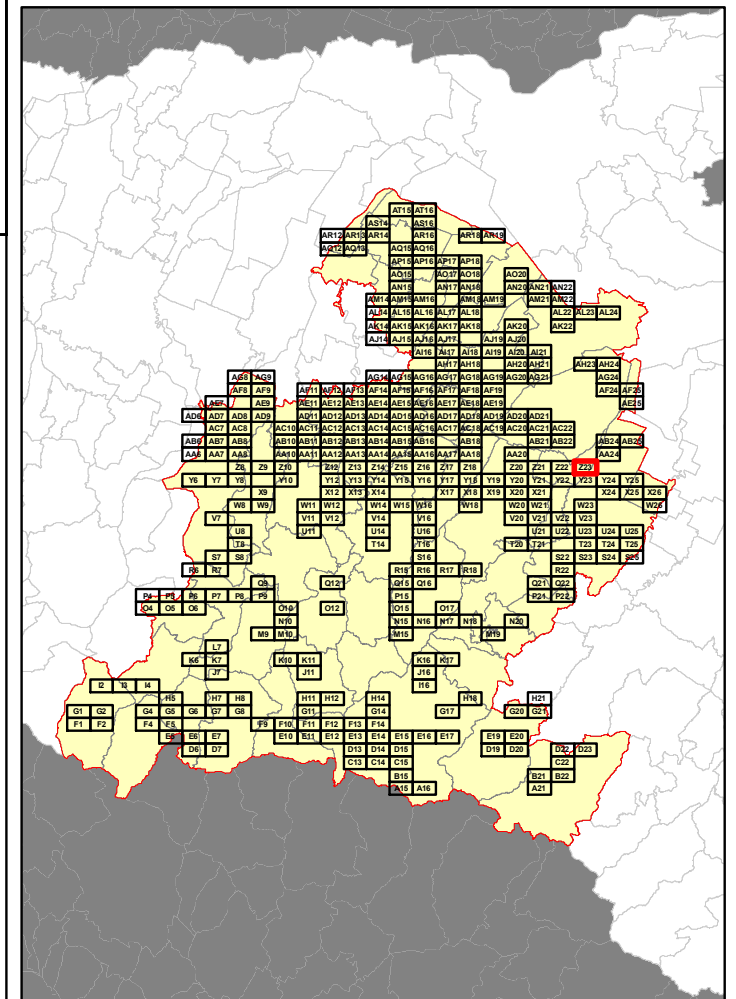 AT15 AT16
AS14 AS16
AR12 AR13 AR14 AR16 AR18 AR19
AQ12 AQ13 AQ15 AQ16
AP15 AP16 AP17 AP18
AO15 AO17 AO18 AO20
AN15 AN17 AN18 AN20 AN21 AN22
AM14 AM15 AM16 AM18 AM19 AM21 AM22
AL14 AL15 AL16 AL17 AL18 AL22 AL23 AL24
AK14 AK15 AK16 AK17 AK18 AK20 AK22
AJ14 AJ15 AJ16 AJ17 AJ19 AJ20
AI16 AI17 AI18 AI19 AI20 AI21
AH17 AH18 AH20 AH21 AH23 AH24
AG8 AG9 AG14 AG15 AG16 AG17 AG18 AG19 AG20 AG21 AG24
AF8 AF9 AF11 AF12 AF13 AF14 AF15 AF16 AF17 AF18 AF19 AF24 AF25
AE7 AE9 AE11 AE12 AE13 AE14 AE15 AE16 AE17 AE18 AE19 AE25
AD6 AD7 AD8 AD9 AD11 AD12 AD13 AD14 AD15 AD16 AD17 AD18 AD19 AD20 AD21
AC7 AC8 AC10 AC11 AC12 AC13 AC14 AC15 AC16 AC17 AC18 AC19 AC20 AC21 AC22
AB6 AB7 AB8 AB10 AB11 AB12 AB13 AB14 AB15 AB16 AB17 AB18 AB21 AB22 AB24 AB25
AA6 AA7 AA8 AA10 AA11 AA12 AA13 AA14 AA15 AA16 AA17 AA18 AA20 AA24
Z8 Z9 Z10 Z12 Z13 Z14 Z15 Z16 Z17 Z18 Z20 Z21 Z22 Z23
Y6 Y7 Y8 Y10 Y12 Y13 Y14 Y15 Y16 Y17 Y18 Y19 Y20 Y21 Y22 Y23 Y24 Y25
X9 X12 X13 X14 X17 X18 X19 X20 X21 X24 X25 X26
W8 W9 W11 W12 W14 W15 W16 W18 W20 W21 W23 W26
V7 V11 V12 V14 V16 V20 V21 V22 V23
U8 U11 U14 U16 U21 U22 U23 U24 U25
T8 T14 T16 T20 T21 T23 T24 T25
S7 S8 S16 S22 S23 S24 S25
R6 R7 R15 R16 R17 R18 R22
Q9 Q12 Q15 Q16 Q21 Q22
P4 P5 P6 P7 P8 P9 P15 P21 P22
O4 O5 O6 O10 O12 O15 O17
N10 N15 N16 N17 N18 N20
M9 M10 M15 M19
L7
K6 K7 K10 K11 K16 K17
J7 J11 J16
I2 I3 I4 I16
H5 H7 H8 H11 H12 H14 H18 H21
G1 G2 G4 G5 G6 G7 G8 G11 G14 G17 G20 G21
F1 F2 F4 F5 F9 F10 F11 F12 F13 F14
E5 E6 E7 E10 E11 E12 E13 E14 E15 E16 E17 E19 E20
D6 D7 D13 D14 D15 D19 D20 D22 D23
C13 C14 C15 C22
B15 B21 B22
A15 A16 A21